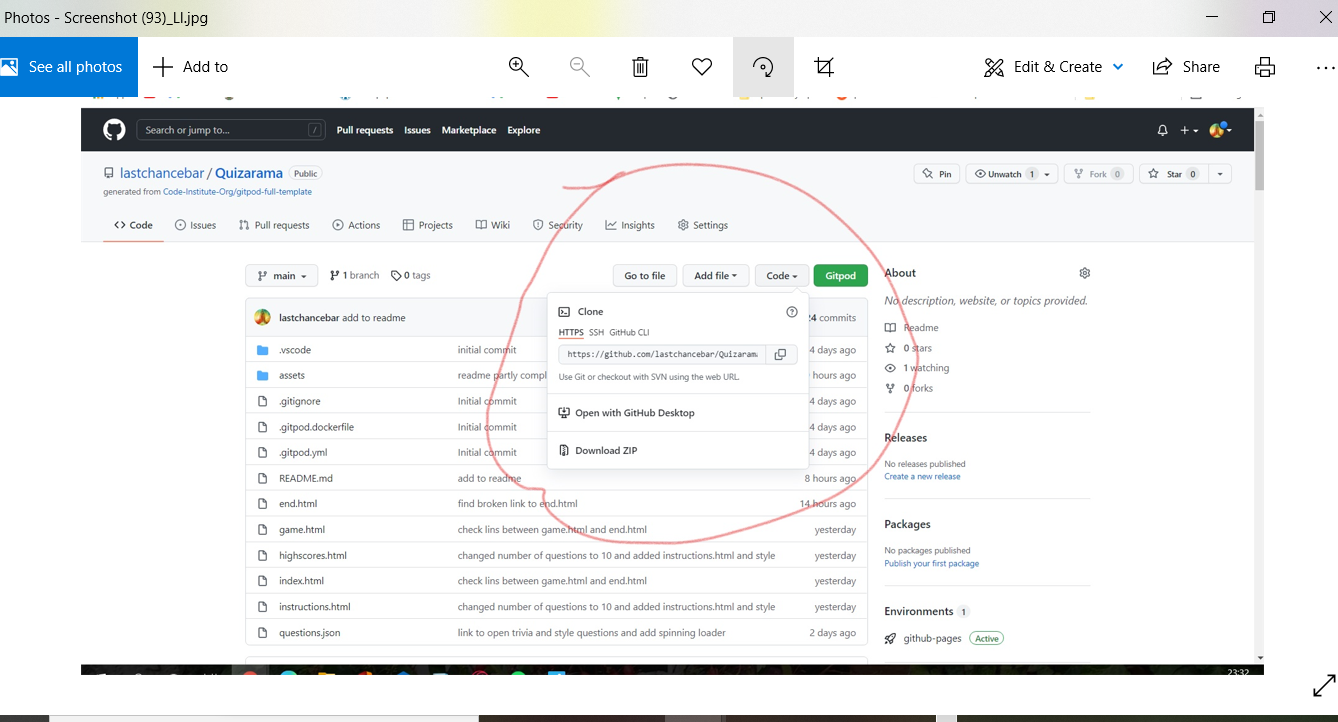 Photos - Screenshot (93)_LI.jpg
See all photos
Add to
Edit & Create
Share
Search or jump to... /
Pull requests Issues Marketplace Explore
lastchancebar / Quizarama Public
Pin Unwatch 1 Fork 0 Star 0
generated from Code-Institute-Org/gitpod-full-template
Code Issues Pull requests Actions Projects Wiki Security Insights Settings
main 1 branch 0 tags Go to file Add file Code Gitpod
lastchancebar add to readme 24 commits
.vscode initial commit 4 days ago
assets readme partly compl hours ago
.gitignore Initial commit 4 days ago
.gitpod.dockerfile Initial commit 4 days ago
.gitpod.yml Initial commit 4 days ago
README.md add to readme 8 hours ago
end.html find broken link to end.html 14 hours ago
game.html check lins between game.html and end.html yesterday
highscores.html changed number of questions to 10 and added instructions.html and style yesterday
index.html check lins between game.html and end.html yesterday
instructions.html changed number of questions to 10 and added instructions.html and style yesterday
questions.json link to open trivia and style questions and add spinning loader 2 days ago
Clone
HTTPS SSH GitHub CLI
https://github.com/lastchancebar/Quizarama
Use Git or checkout with SVN using the web URL.
Open with GitHub Desktop
Download ZIP
About
No description, website, or topics provided.
Readme
0 stars
1 watching
0 forks
Releases
No releases published
Create a new release
Packages
No packages published
Publish your first package
Environments 1
github-pages Active
23:32